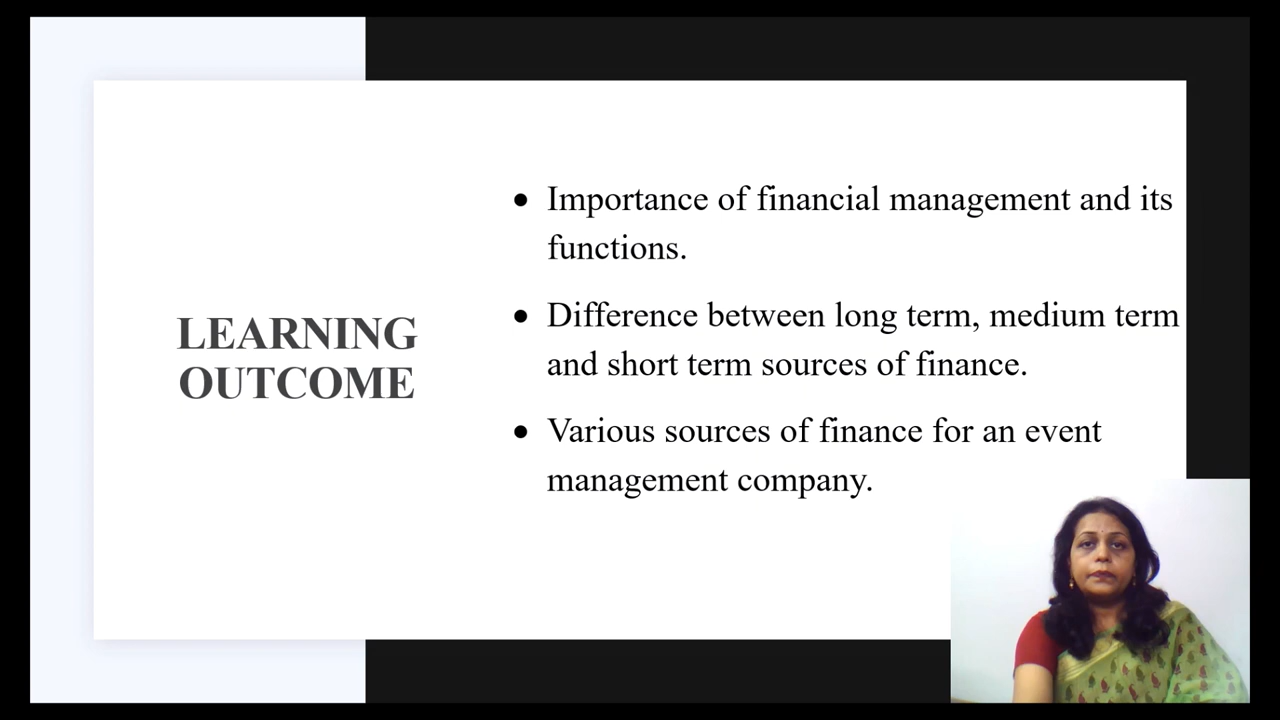 LEARNING
OUTCOME
• Importance of financial management and its
functions.
• Difference between long term, medium term
and short term sources of finance.
• Various sources of finance for an event
management company.